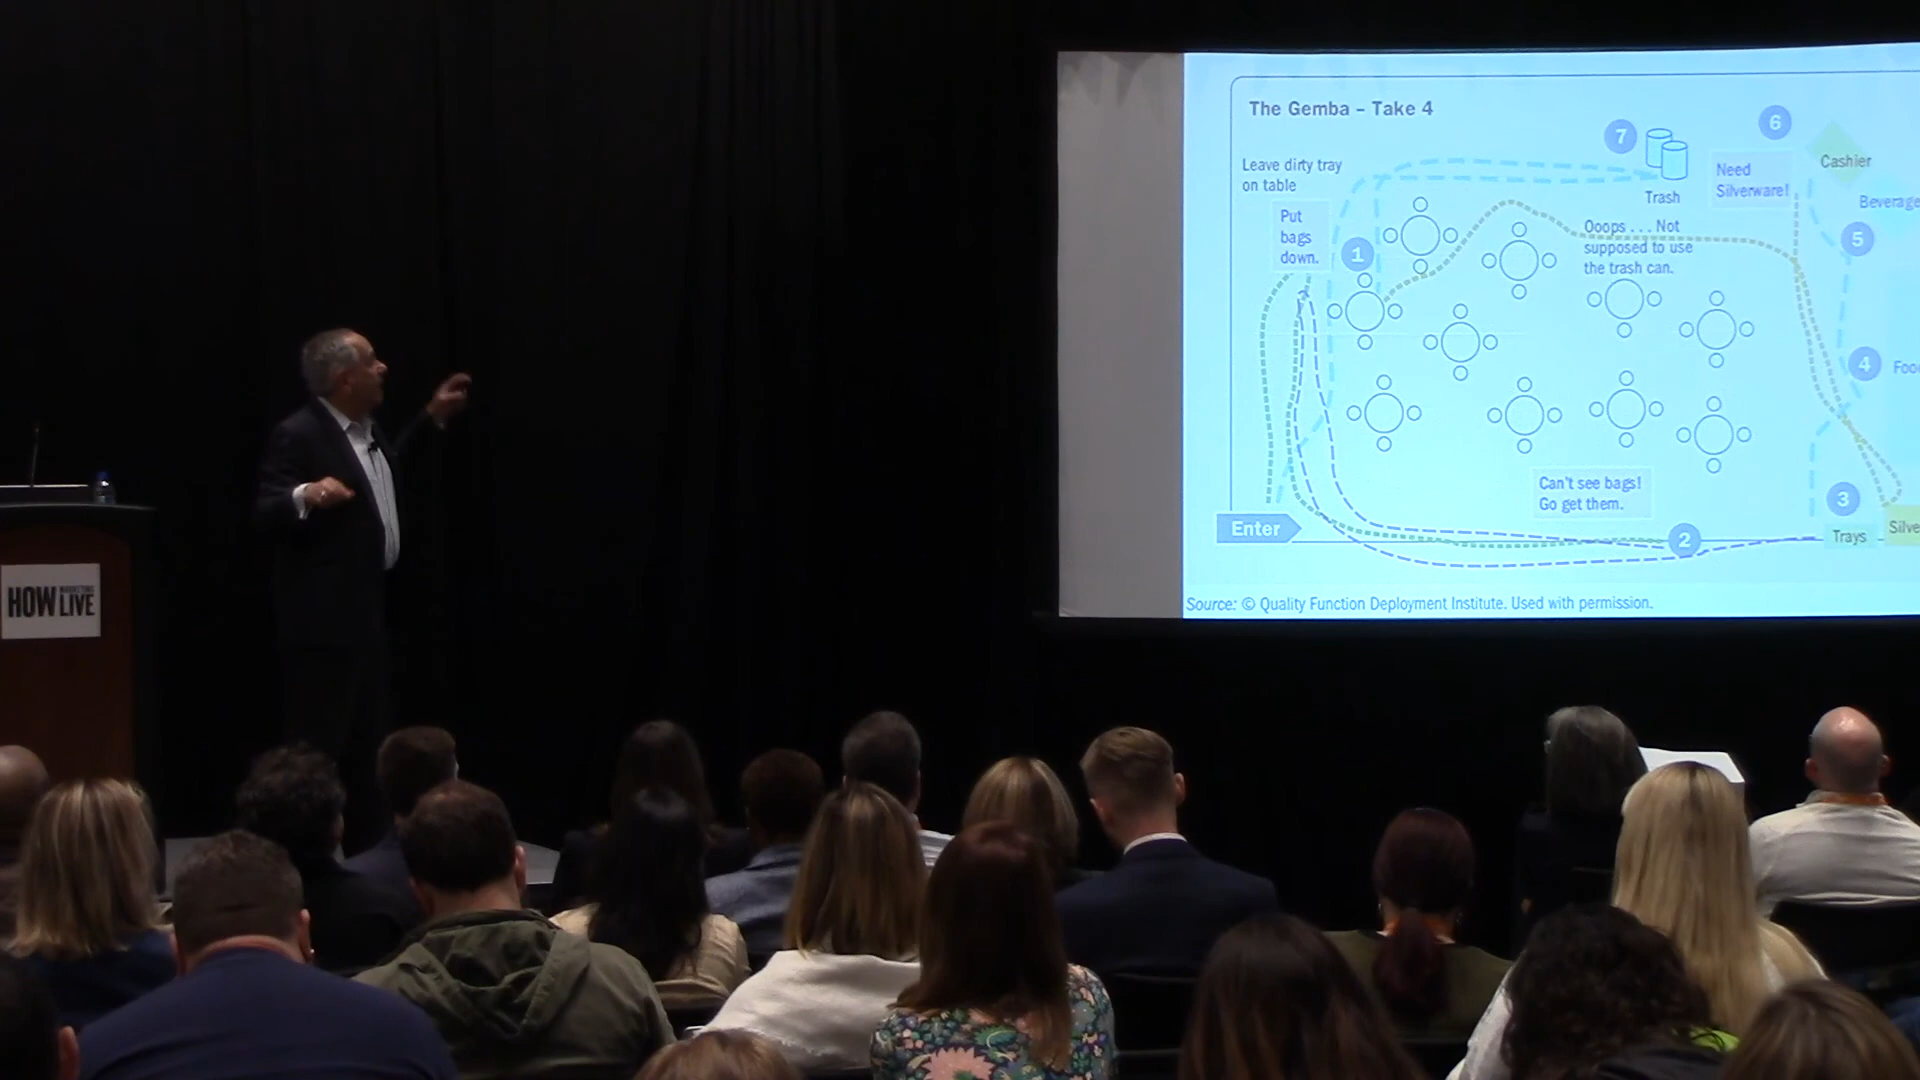 The Gemba – Take 4
Leave dirty tray
on table
Put
bags
down.
1
7
Trash
6
Need
Silverware!
Cashier
Beverage
5
Ooops . . . Not
supposed to use
the trash can.
4
Can't see bags!
Go get them.
3
Trays
Enter
2
Source: © Quality Function Deployment Institute. Used with permission.
HOW
LIVE